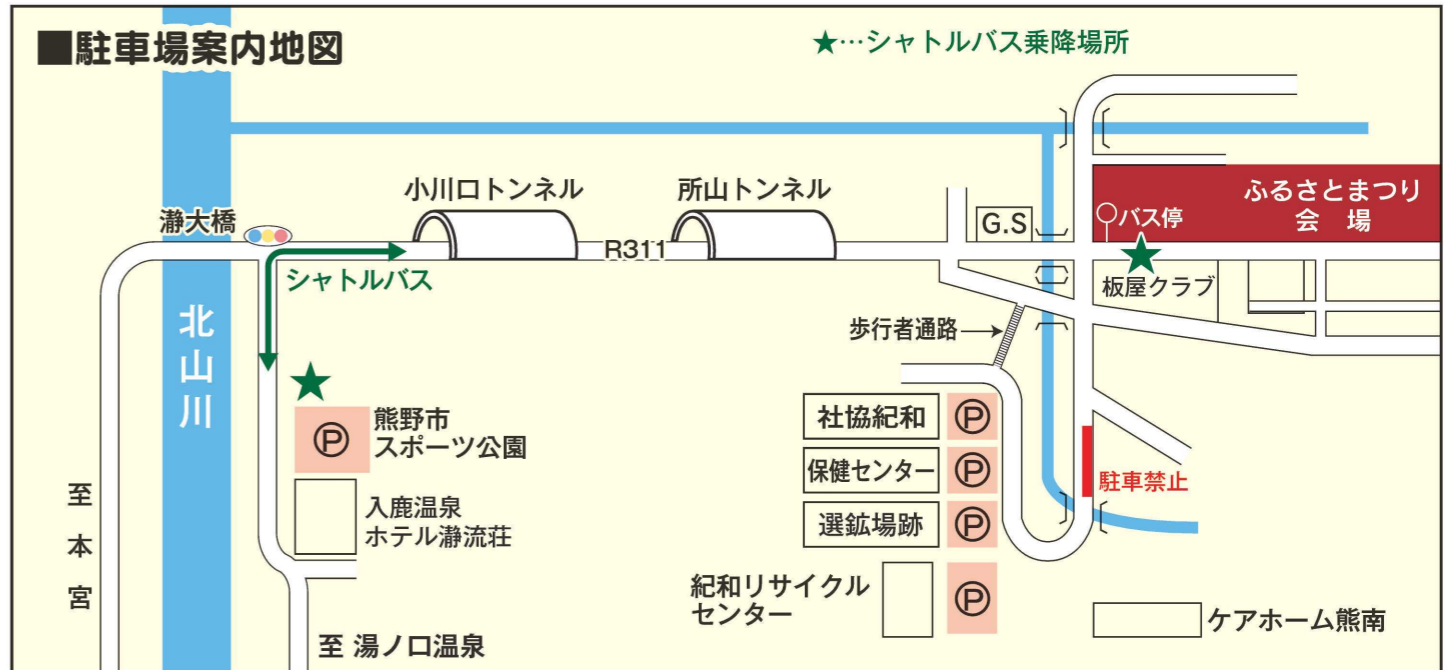 ■駐車場案内地図
★…シャトルバス乗降場所
小川口トンネル
所山トンネル
ふるさとまつり
会場
瀞大橋
G.S
バス停
R311
シャトルバス
板屋クラブ
北山川
歩行者通路→
熊野市
スポーツ公園
P
社協紀和
P
保健センター
P
駐車禁止
選鉱場跡
P
入鹿温泉
ホテル瀞流荘
至本宮
紀和リサイクル
センター
P
ケアホーム熊南
至 湯ノ口温泉